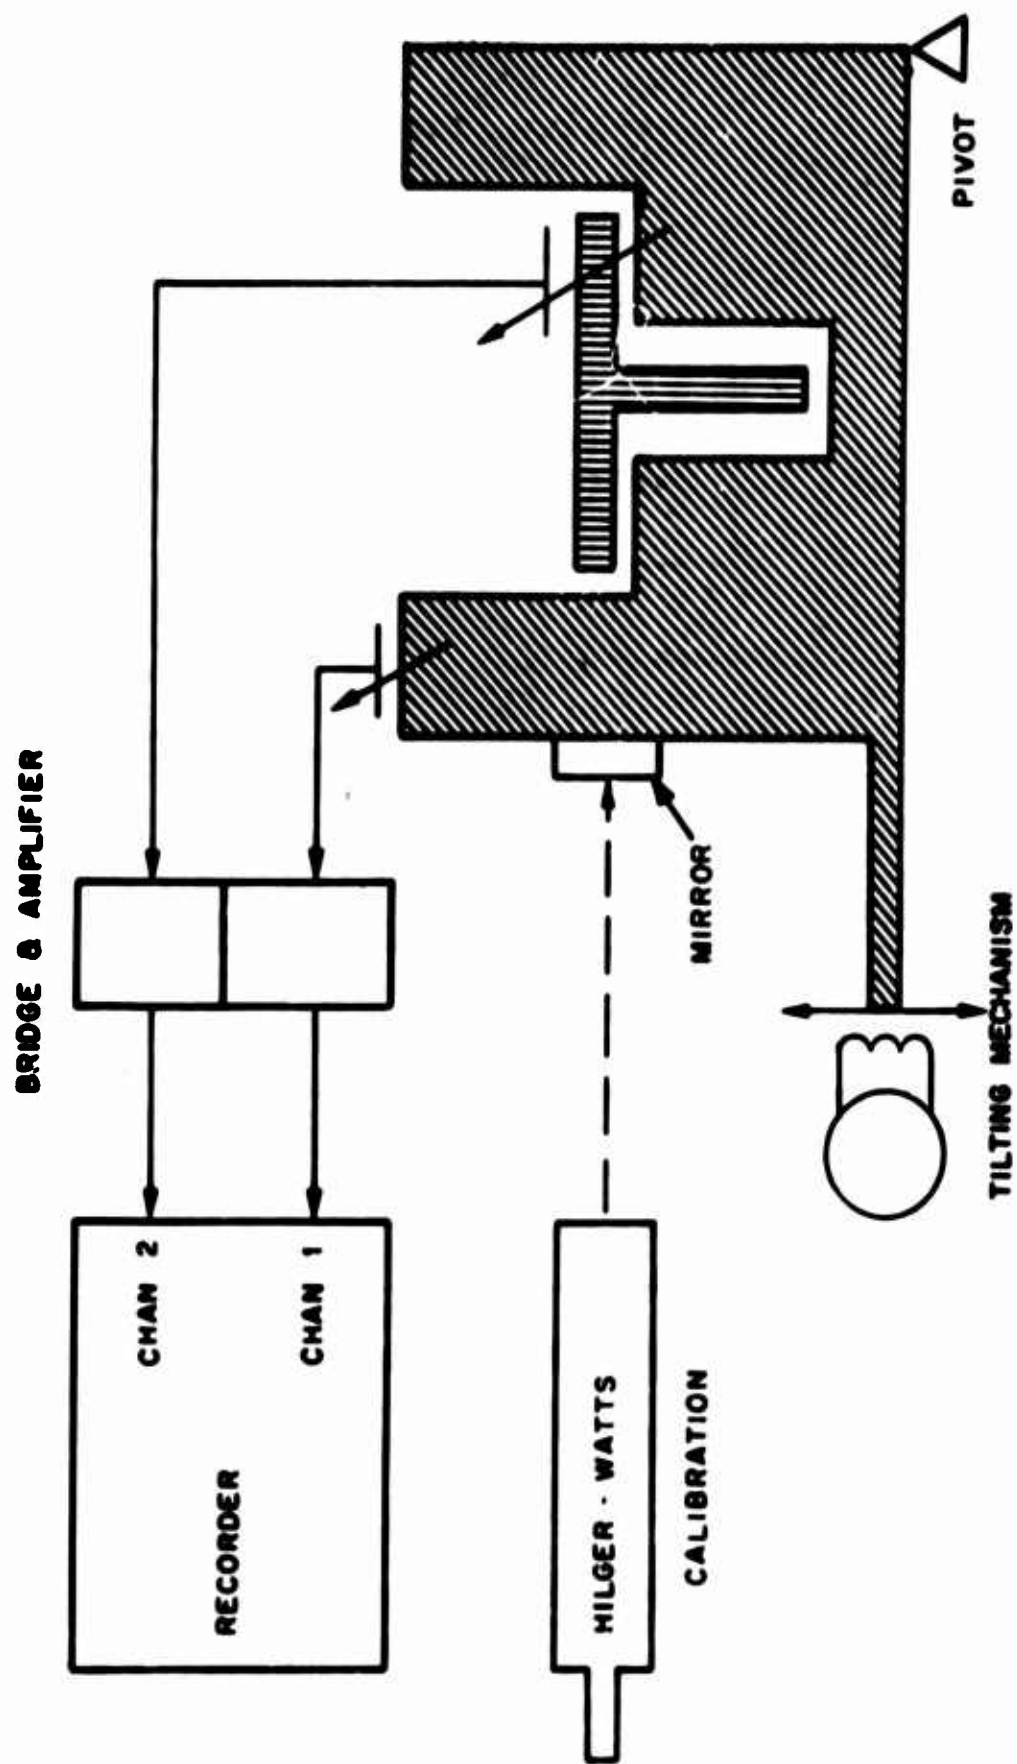 BRIDGE & AMPLIFIER
CHAN 2
CHAN 1
RECORDER
HILGER - WATTS
CALIBRATION
MIRROR
TILTING MECHANISM
PIVOT